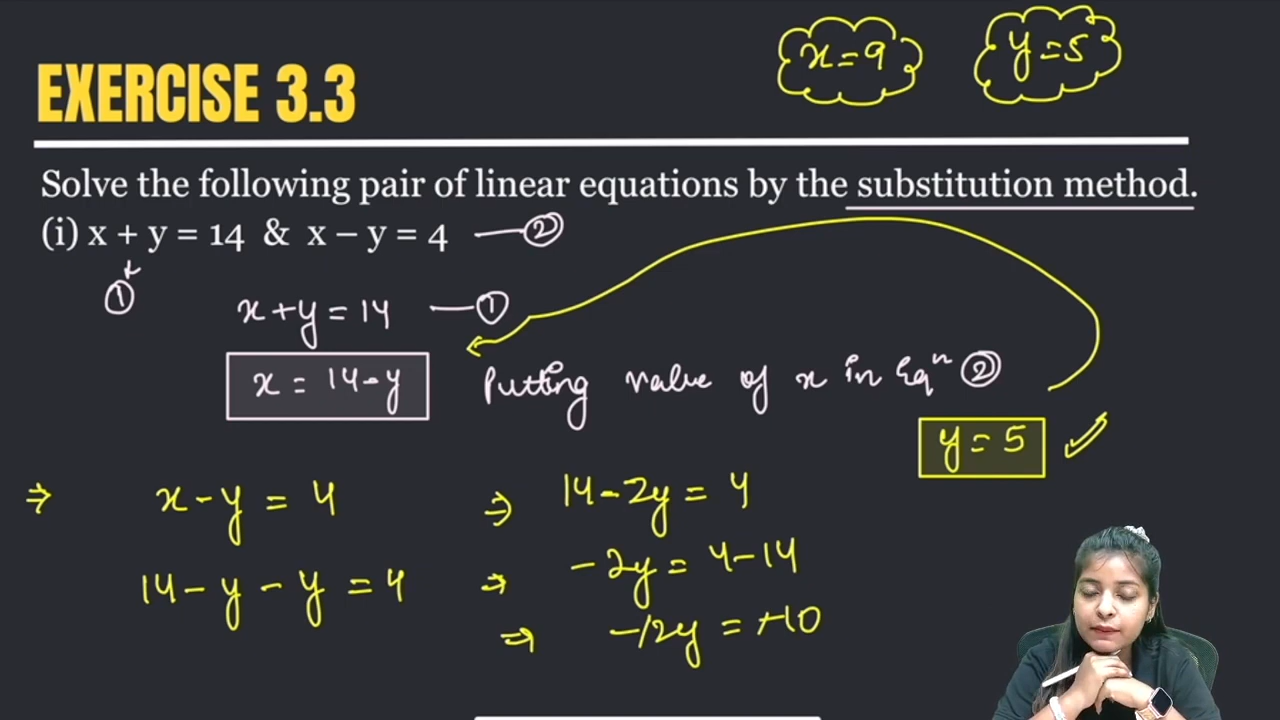 x = 9 y = 5
EXERCISE 3.3
Solve the following pair of linear equations by the substitution method.
(i) x + y = 14 & x – y = 4 —②
①
x + y = 14 —①
x = 14 - y Putting value of x in Eqⁿ ②
y = 5
⇒ x - y = 4 ⇒ 14 - 2y = 4
14 - y - y = 4 ⇒ - 2y = 4 - 14
⇒ - 2y = - 10